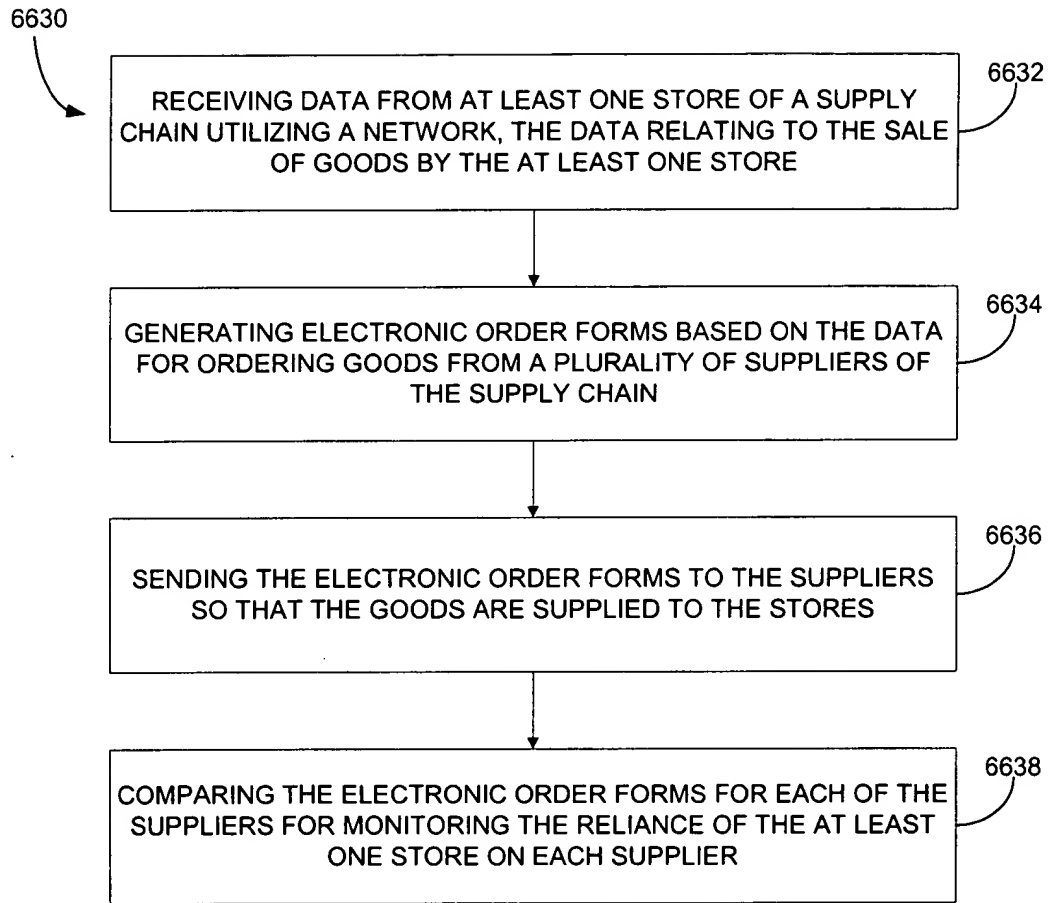 6630
RECEIVING DATA FROM AT LEAST ONE STORE OF A SUPPLY
CHAIN UTILIZING A NETWORK, THE DATA RELATING TO THE SALE
OF GOODS BY THE AT LEAST ONE STORE
6632
GENERATING ELECTRONIC ORDER FORMS BASED ON THE DATA
FOR ORDERING GOODS FROM A PLURALITY OF SUPPLIERS OF
THE SUPPLY CHAIN
6634
SENDING THE ELECTRONIC ORDER FORMS TO THE SUPPLIERS
SO THAT THE GOODS ARE SUPPLIED TO THE STORES
6636
COMPARING THE ELECTRONIC ORDER FORMS FOR EACH OF THE
SUPPLIERS FOR MONITORING THE RELIANCE OF THE AT LEAST
ONE STORE ON EACH SUPPLIER
6638